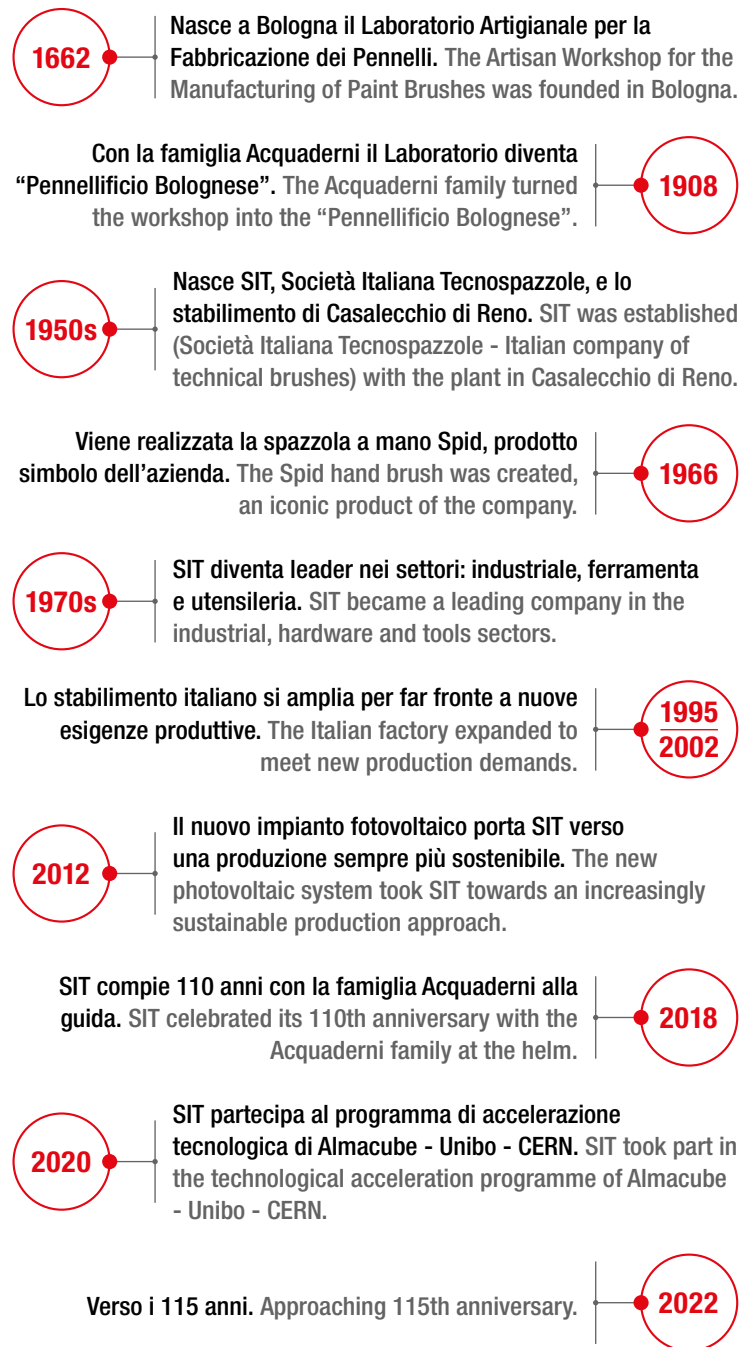 1662
Nasce a Bologna il Laboratorio Artigianale per la
Fabbricazione dei Pennelli. The Artisan Workshop for the
Manufacturing of Paint Brushes was founded in Bologna.
Con la famiglia Acquaderni il Laboratorio diventa
“Pennellificio Bolognese”. The Acquaderni family turned
the workshop into the “Pennellificio Bolognese”.
1908
1950s
Nasce SIT, Società Italiana Tecnospazzole, e lo
stabilimento di Casalecchio di Reno. SIT was established
(Società Italiana Tecnospazzole - Italian company of
technical brushes) with the plant in Casalecchio di Reno.
Viene realizzata la spazzola a mano Spid, prodotto
simbolo dell’azienda. The Spid hand brush was created,
an iconic product of the company.
1966
1970s
SIT diventa leader nei settori: industriale, ferramenta
e utensileria. SIT became a leading company in the
industrial, hardware and tools sectors.
Lo stabilimento italiano si amplia per far fronte a nuove
esigenze produttive. The Italian factory expanded to
meet new production demands.
1995
2002
2012
Il nuovo impianto fotovoltaico porta SIT verso
una produzione sempre più sostenibile. The new
photovoltaic system took SIT towards an increasingly
sustainable production approach.
SIT compie 110 anni con la famiglia Acquaderni alla
guida. SIT celebrated its 110th anniversary with the
Acquaderni family at the helm.
2018
2020
SIT partecipa al programma di accelerazione
tecnologica di Almacube - Unibo - CERN. SIT took part in
the technological acceleration programme of Almacube
- Unibo - CERN.
Verso i 115 anni. Approaching 115th anniversary.
2022